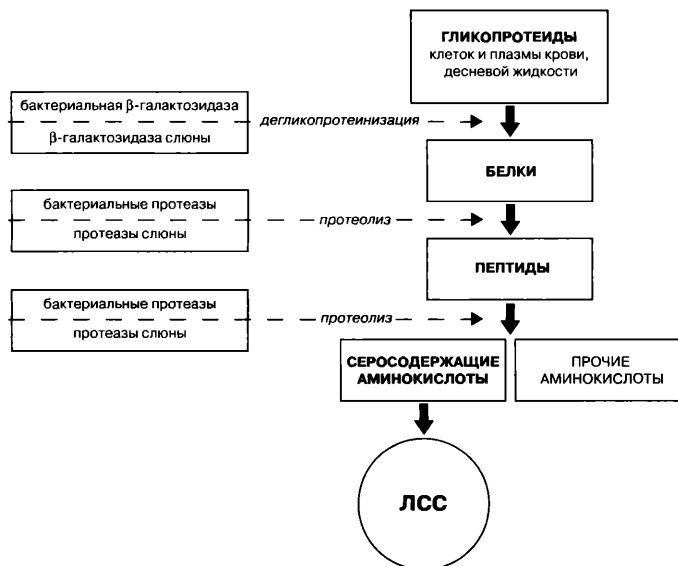 ГЛИКОПРОТЕИДЫ
клеток и плазмы крови,
десневой жидкости
бактериальная β-галактозидаза
дегликопротеинизация
β-галактозидаза слюны
БЕЛКИ
бактериальные протеазы
протеолиз
протеазы слюны
ПЕПТИДЫ
бактериальные протеазы
протеолиз
протеазы слюны
СЕРОСОДЕРЖАЩИЕ
АМИНОКИСЛОТЫ
ПРОЧИЕ
АМИНОКИСЛОТЫ
ЛСС